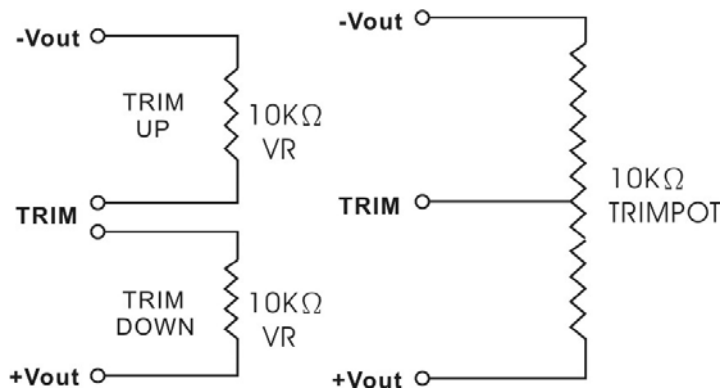 -Vout
TRIM
UP
10KΩ
VR
TRIM
TRIM
DOWN
10KΩ
VR
+Vout
-Vout
TRIM
10KΩ
TRIMPOT
+Vout